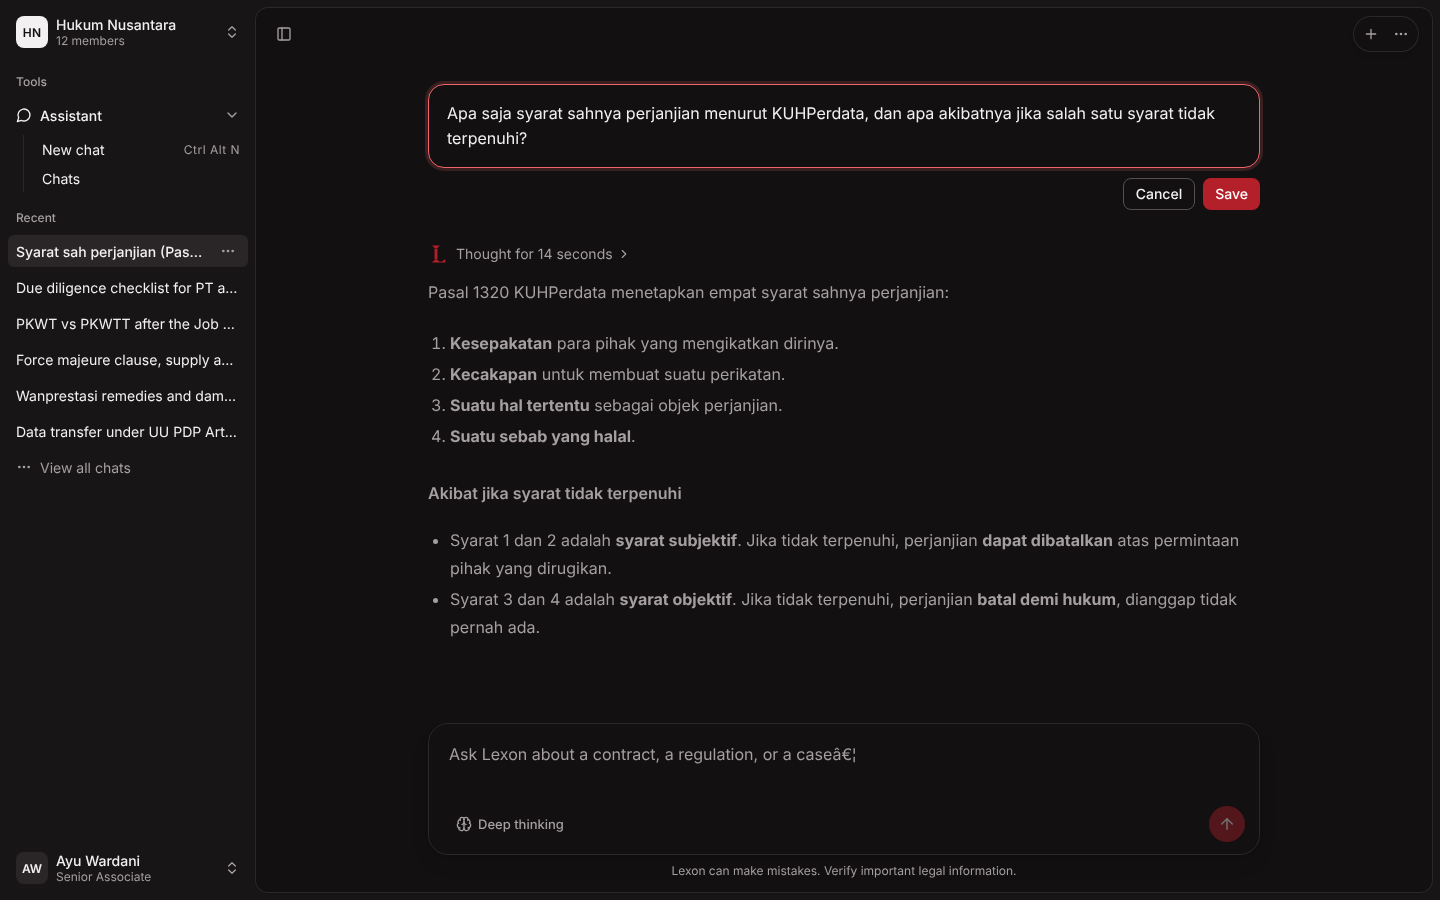 HN
Hukum Nusantara
12 members
Tools
Assistant
New chat Ctrl Alt N
Chats
Recent
Syarat sah perjanjian (Pas...
Due diligence checklist for PT a...
PKWT vs PKWTT after the Job ...
Force majeure clause, supply a...
Wanprestasi remedies and dam...
Data transfer under UU PDP Art...
View all chats
AW
Ayu Wardani
Senior Associate
Apa saja syarat sahnya perjanjian menurut KUHPerdata, dan apa akibatnya jika salah satu syarat tidak
terpenuhi?
Cancel Save
L Thought for 14 seconds
Pasal 1320 KUHPerdata menetapkan empat syarat sahnya perjanjian:
1. Kesepakatan para pihak yang mengikatkan dirinya.
2. Kecakapan untuk membuat suatu perikatan.
3. Suatu hal tertentu sebagai objek perjanjian.
4. Suatu sebab yang halal.
Akibat jika syarat tidak terpenuhi
• Syarat 1 dan 2 adalah syarat subjektif. Jika tidak terpenuhi, perjanjian dapat dibatalkan atas permintaan
pihak yang dirugikan.
• Syarat 3 dan 4 adalah syarat objektif. Jika tidak terpenuhi, perjanjian batal demi hukum, dianggap tidak
pernah ada.
Ask Lexon about a contract, a regulation, or a caseâ€¦
Deep thinking
Lexon can make mistakes. Verify important legal information.